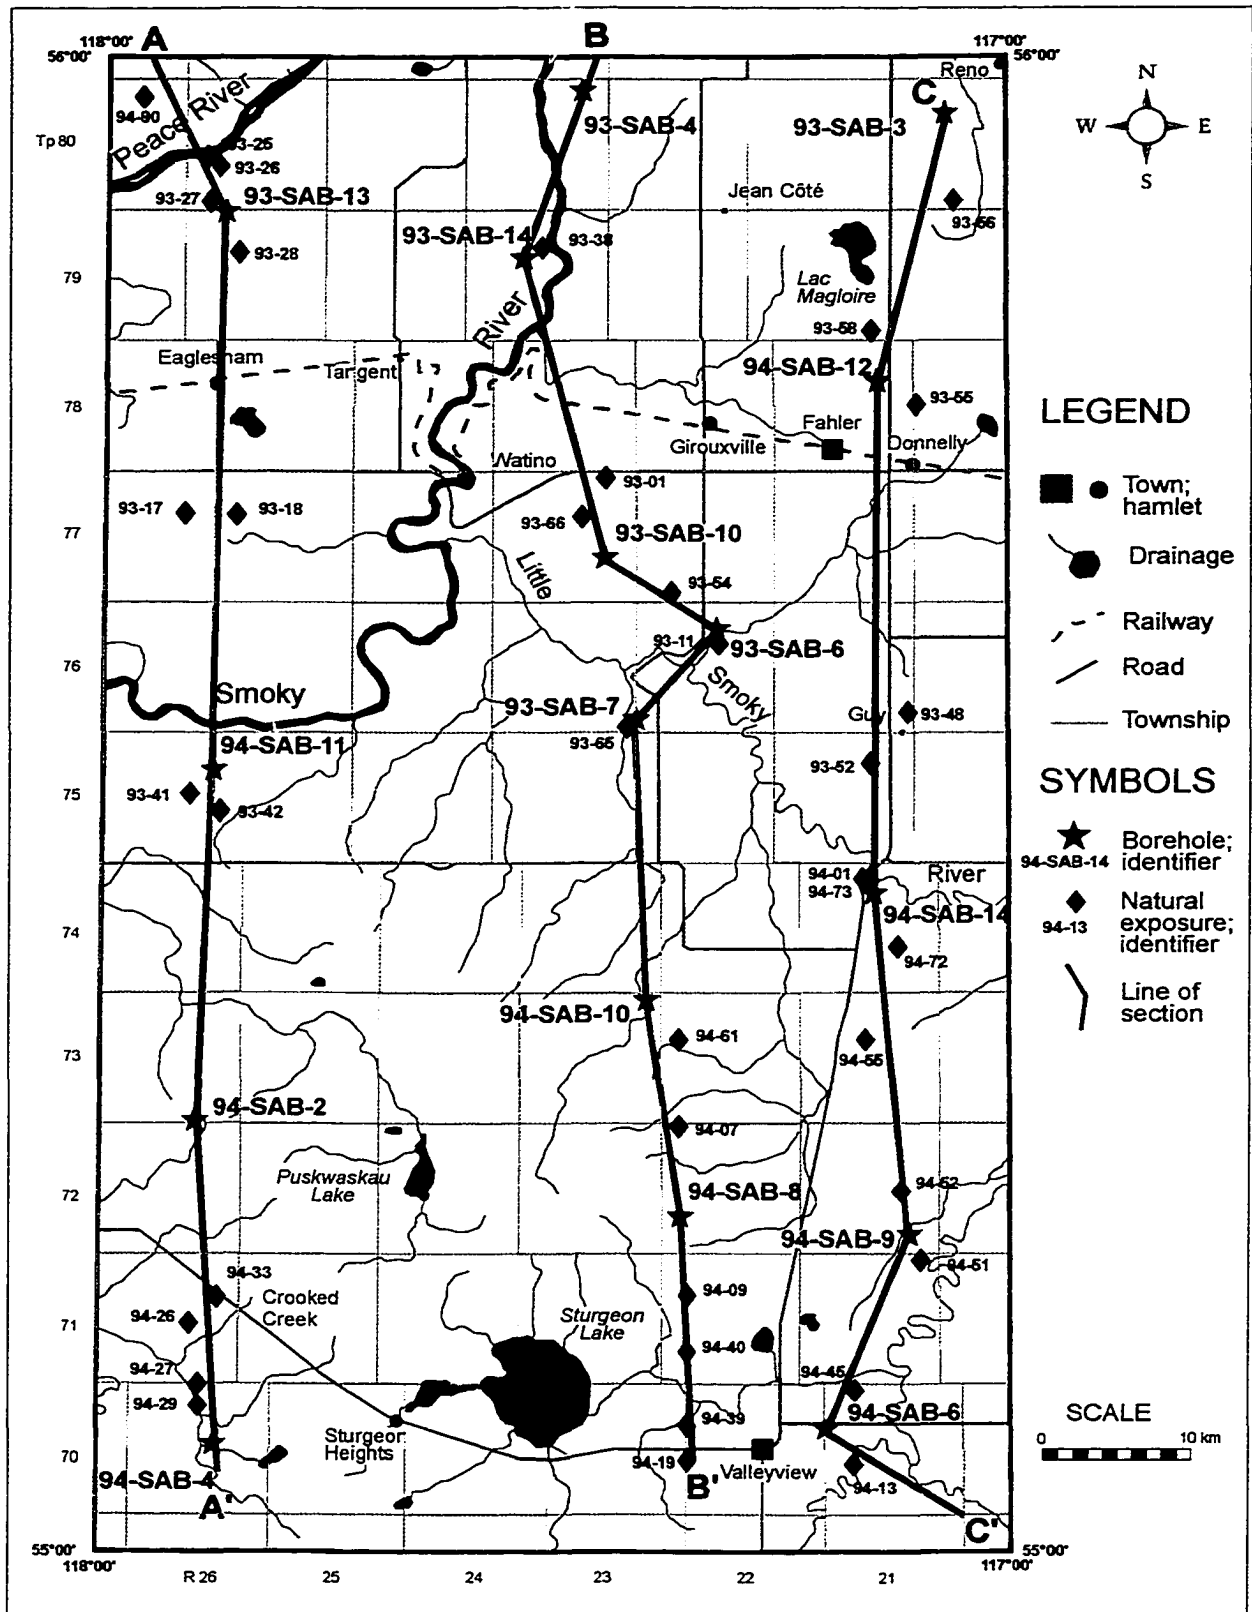 A
B
118°00'
117°00'
56°00'
56°00'
Reno
N
W
E
S
C
94-90
93-SAB-4
93-SAB-3
Peace River
Tp 80
93-25
93-26
93-27
93-SAB-13
Jean Côté
93-56
93-SAB-14
93-38
93-28
79
Lac
Magloire
River
93-58
Eaglesham
Tangent
94-SAB-12
93-55
78
Fahler
Girouxville
Donnelly
Watino
93-01
93-17
93-18
93-66
77
93-SAB-10
Little
93-54
93-11
93-SAB-6
76
Smoky
Smoky
93-SAB-7
Guy
93-48
93-65
94-SAB-11
93-52
93-41
75
93-42
94-01
94-73
River
94-SAB-14
74
94-72
94-SAB-10
94-61
73
94-55
94-SAB-2
94-07
Puskwaskau
Lake
72
94-52
94-SAB-8
94-SAB-9
94-51
94-33
Crooked
Creek
94-09
94-26
71
Sturgeon
Lake
94-40
94-27
94-45
94-29
94-39
94-SAB-6
Sturgeon
Heights
70
94-19
Valleyview
94-13
94-SAB-4
A'
B'
C'
55°00'
55°00'
118°00'
117°00'
R 26
25
24
23
22
21
LEGEND
Town;
hamlet
Drainage
Railway
Road
Township
SYMBOLS
94-SAB-14
Borehole;
identifier
94-13
Natural
exposure;
identifier
Line of
section
SCALE
0
10 km